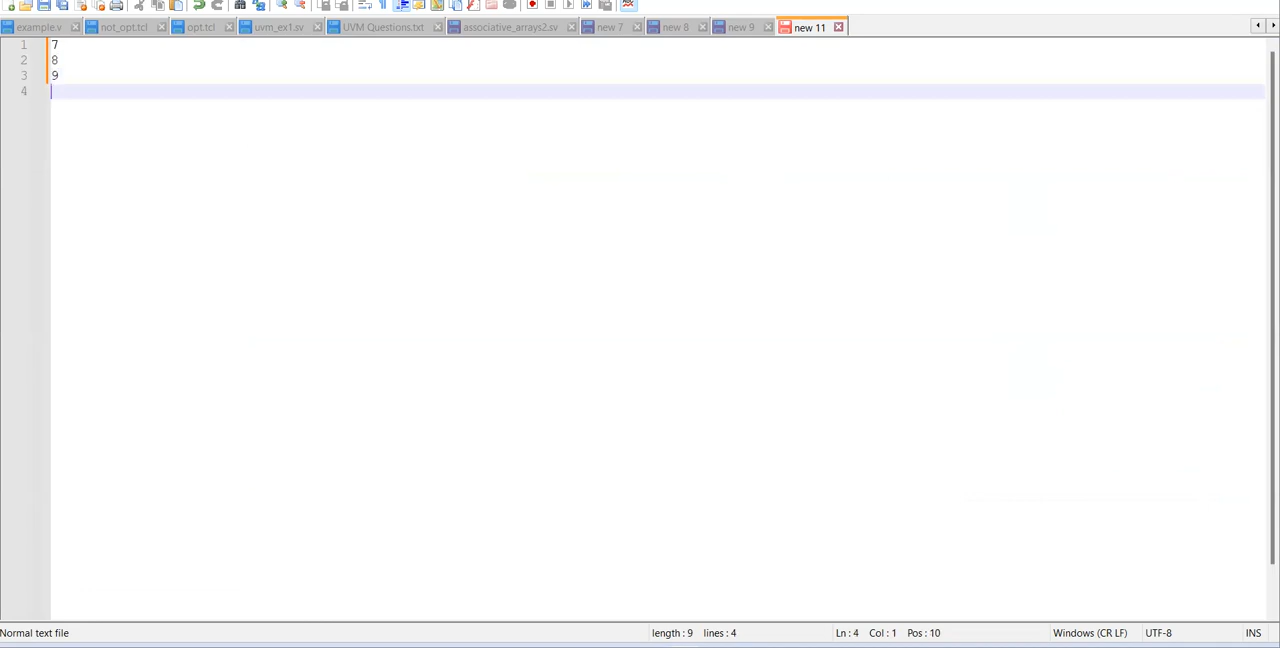 example.v not_opt.tcl opt.tcl uvm_ex1.sv UVM Questions.txt associative_arrays2.sv new 7 new 8 new 9 new 11
1 7
2 8
3 9
4
Normal text file length : 9 lines : 4 Ln : 4 Col : 1 Pos : 10 Windows (CR LF) UTF-8 INS